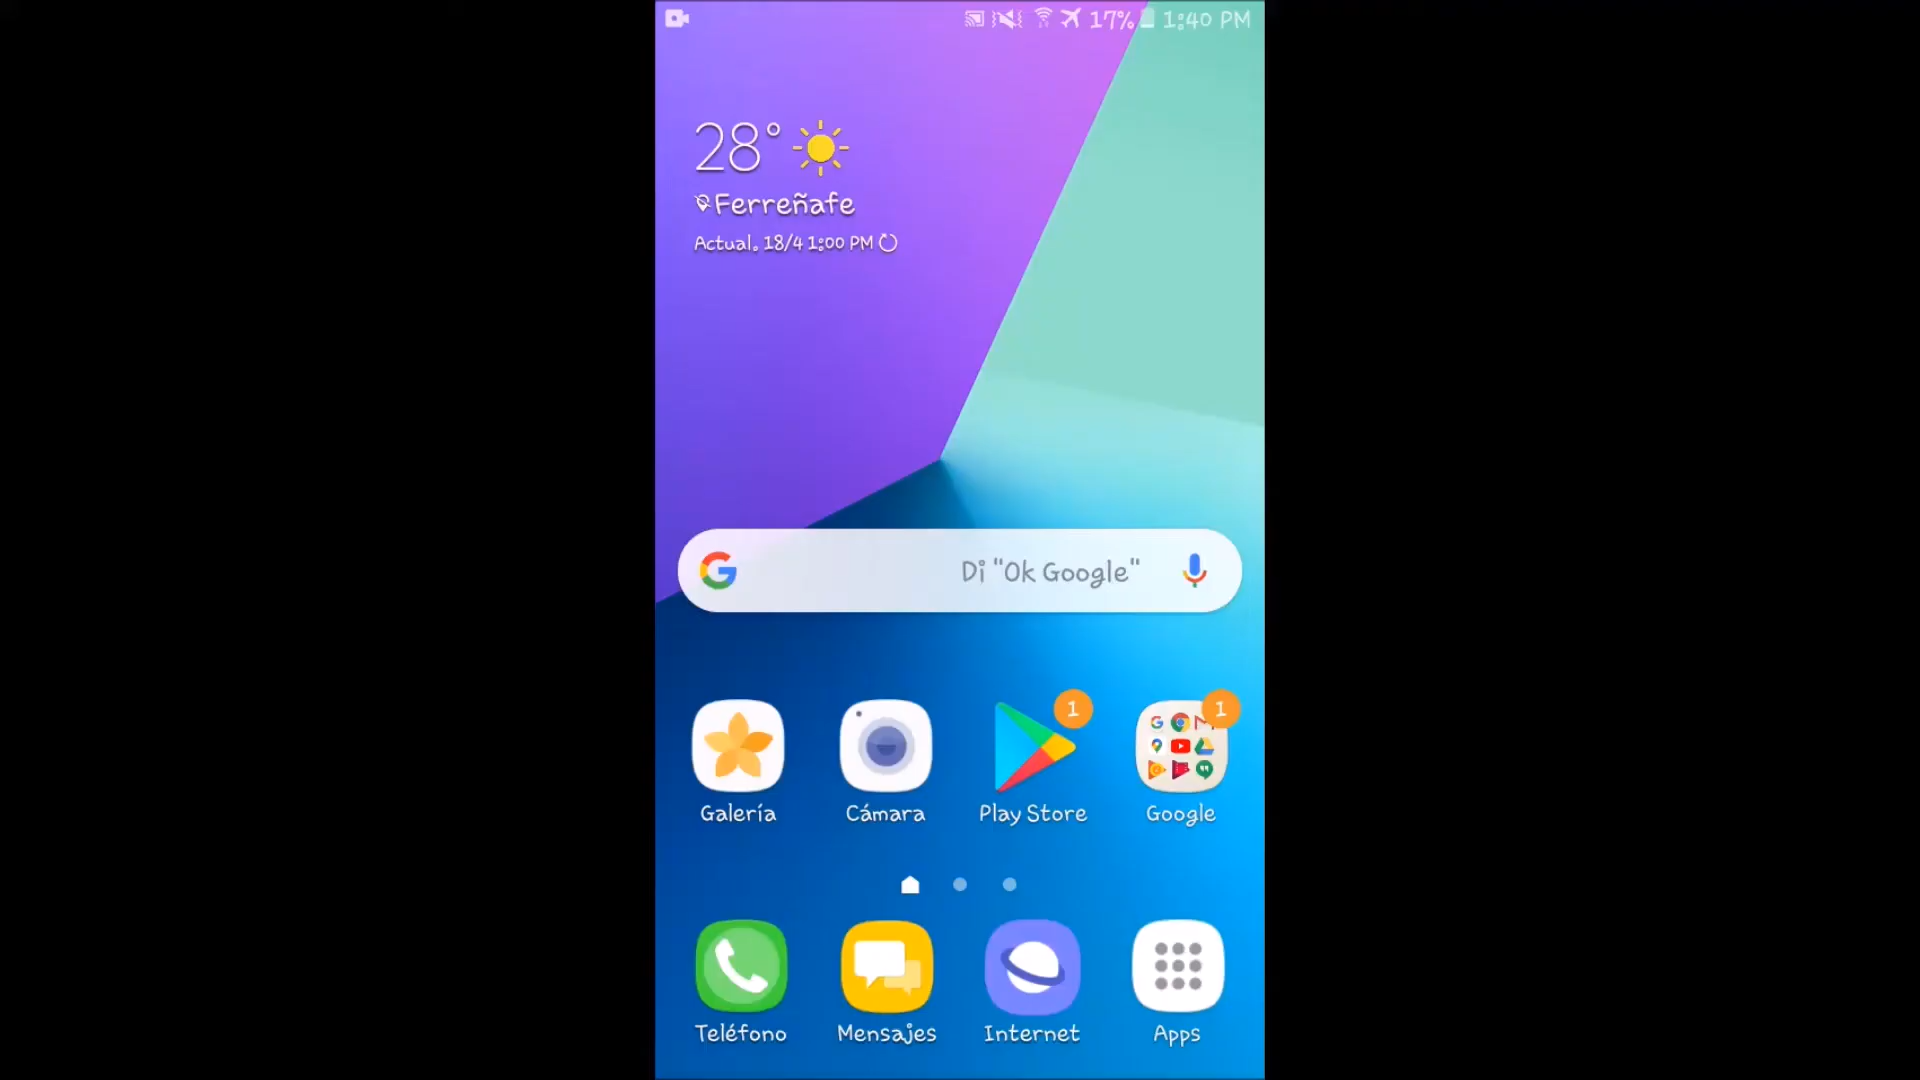 17% 1:40 PM
28°
Ferreñafe
Actual. 18/4 1:00 PM
Di "Ok Google"
1 1
Galería Cámara Play Store Google
Teléfono Mensajes Internet Apps